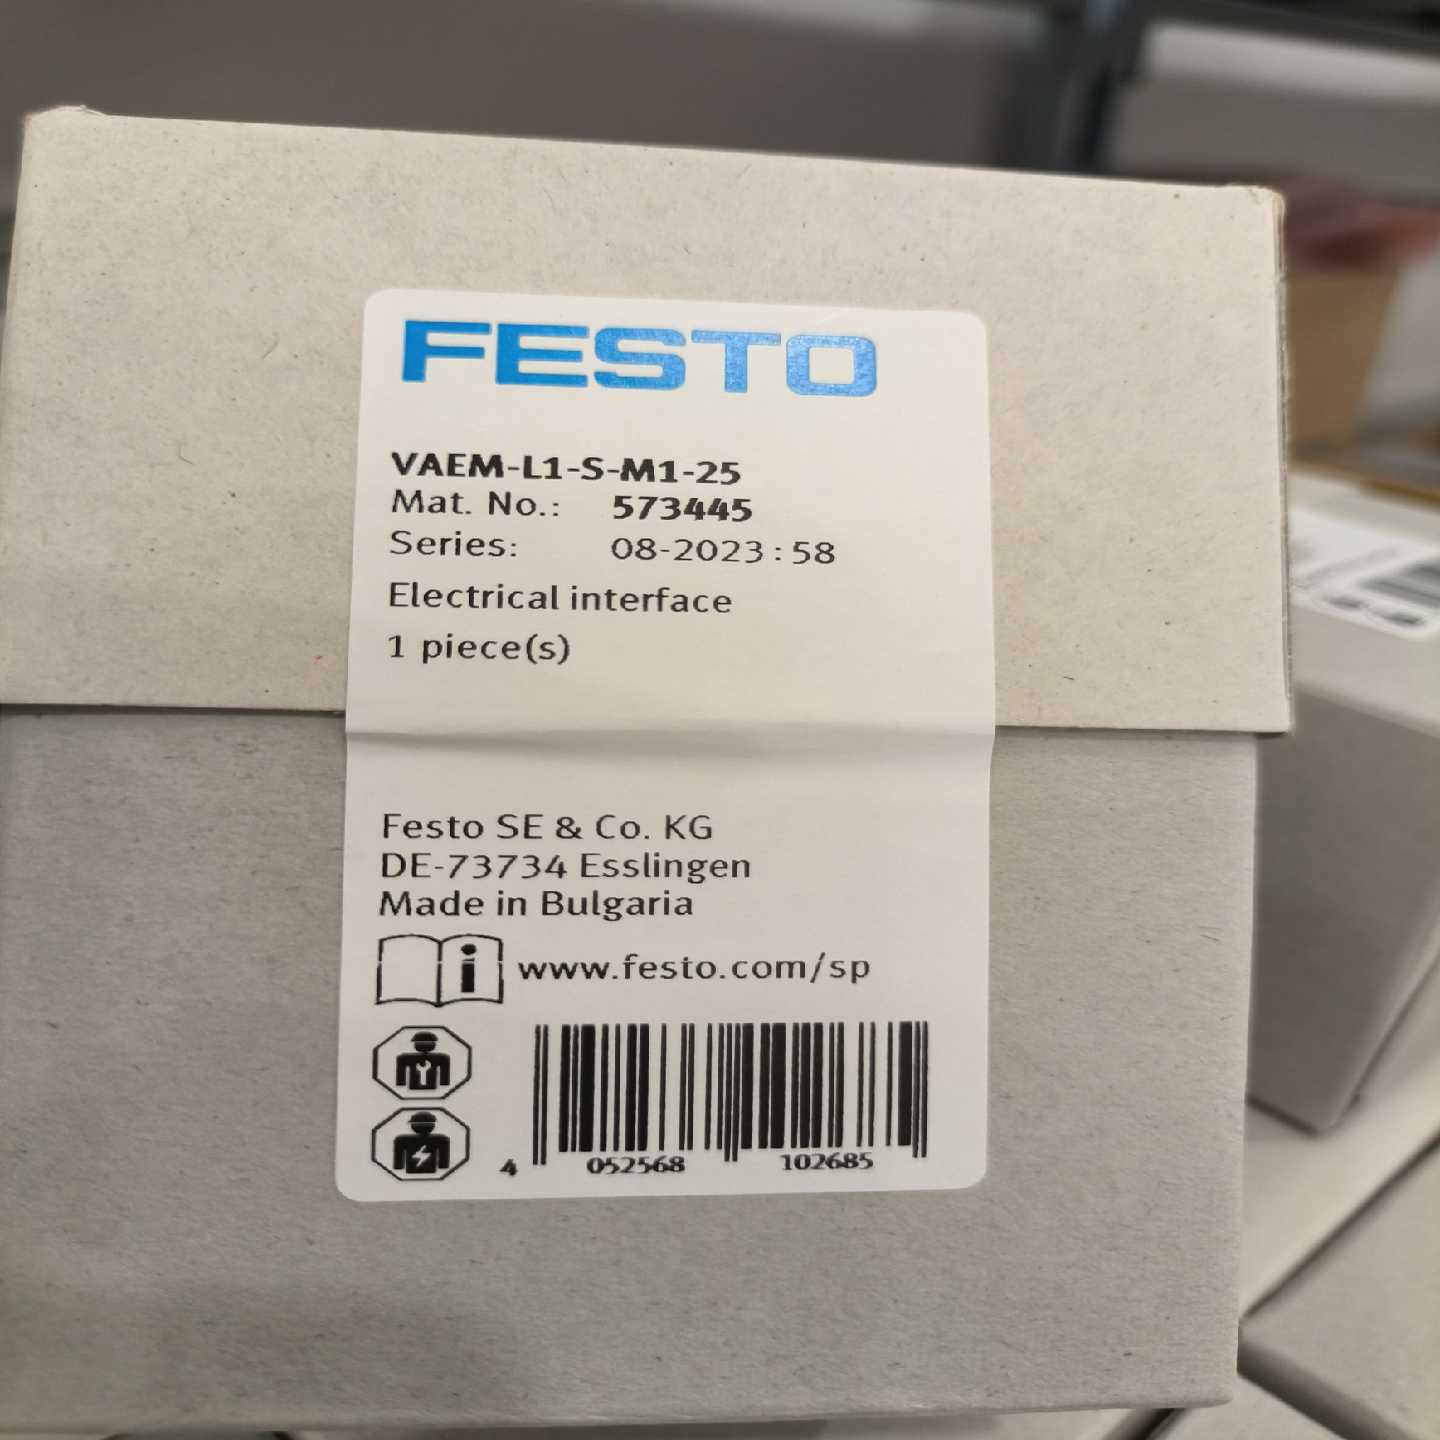 FESTO
VAEM-L1-S-M1-25
Mat. No.: 573445
Series: 08-2023:58
Electrical interface
1 piece(s)
Festo SE & Co. KG
DE-73734 Esslingen
Made in Bulgaria
www.festo.com/sp
4 052568 102685